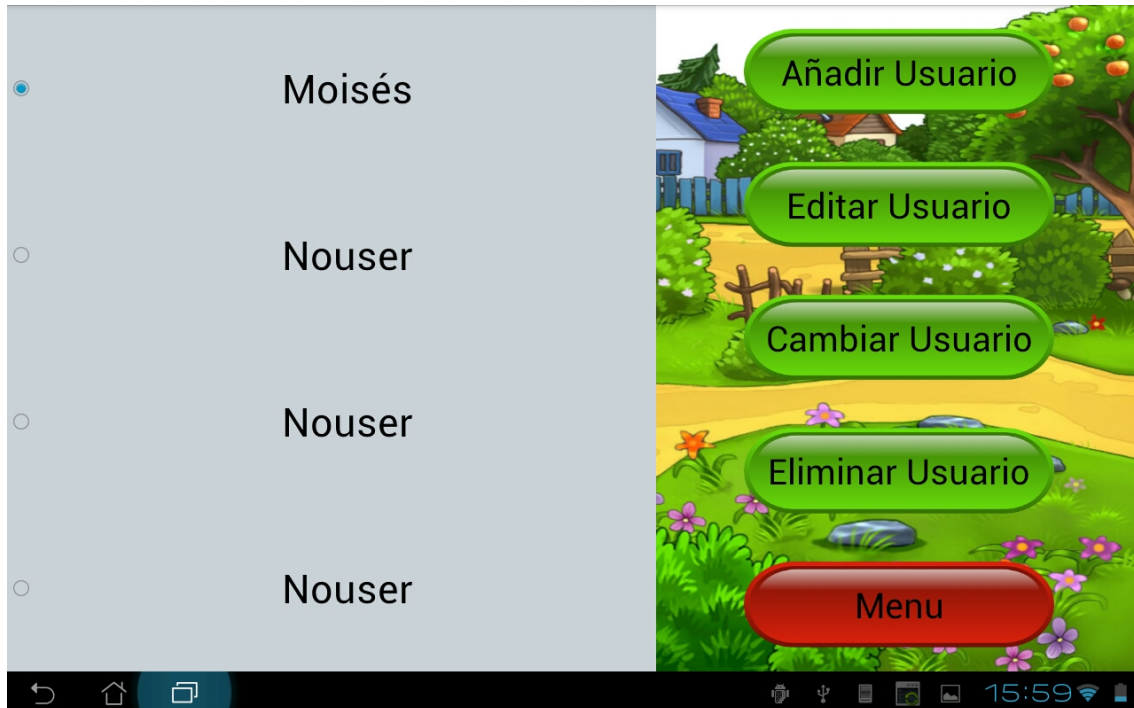 Moisés
Nouser
Nouser
Nouser
Añadir Usuario
Editar Usuario
Cambiar Usuario
Eliminar Usuario
Menu
15:59